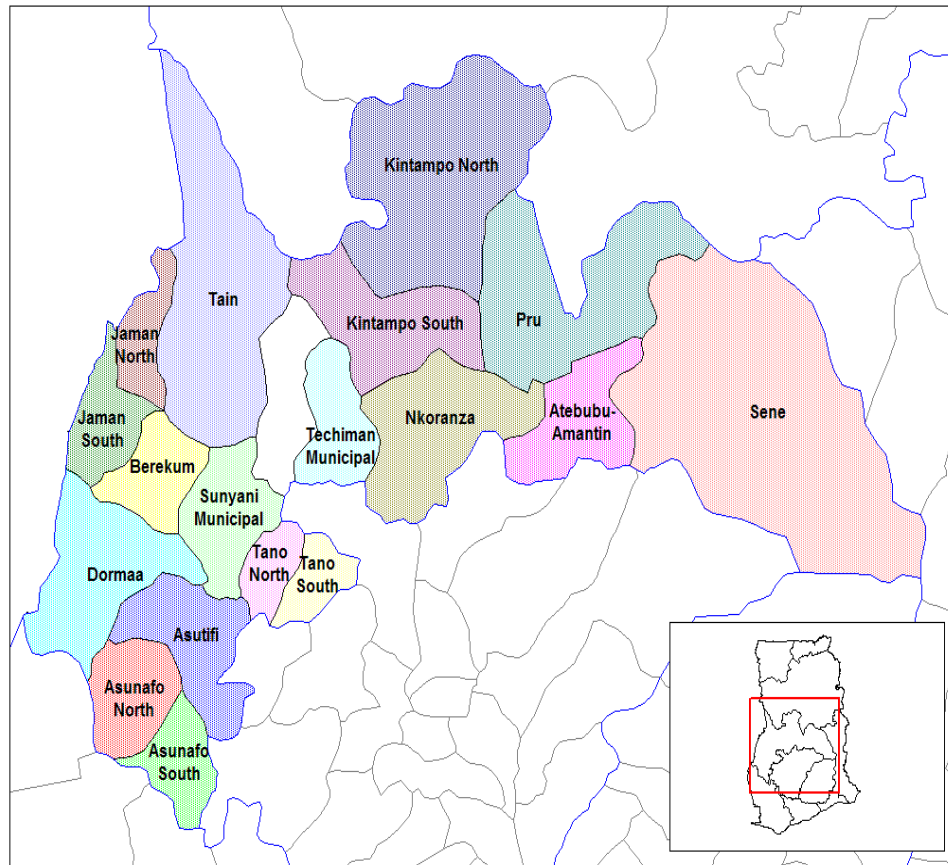 Kintampo North
Tain
Jaman
North
Kintampo South
Pru
Jaman
South
Nkoranza
Atebubu-
Amantin
Sene
Techiman
Municipal
Berekum
Sunyani
Municipal
Tano
North
Tano
South
Dormaa
Asutifi
Asunafo
North
Asunafo
South